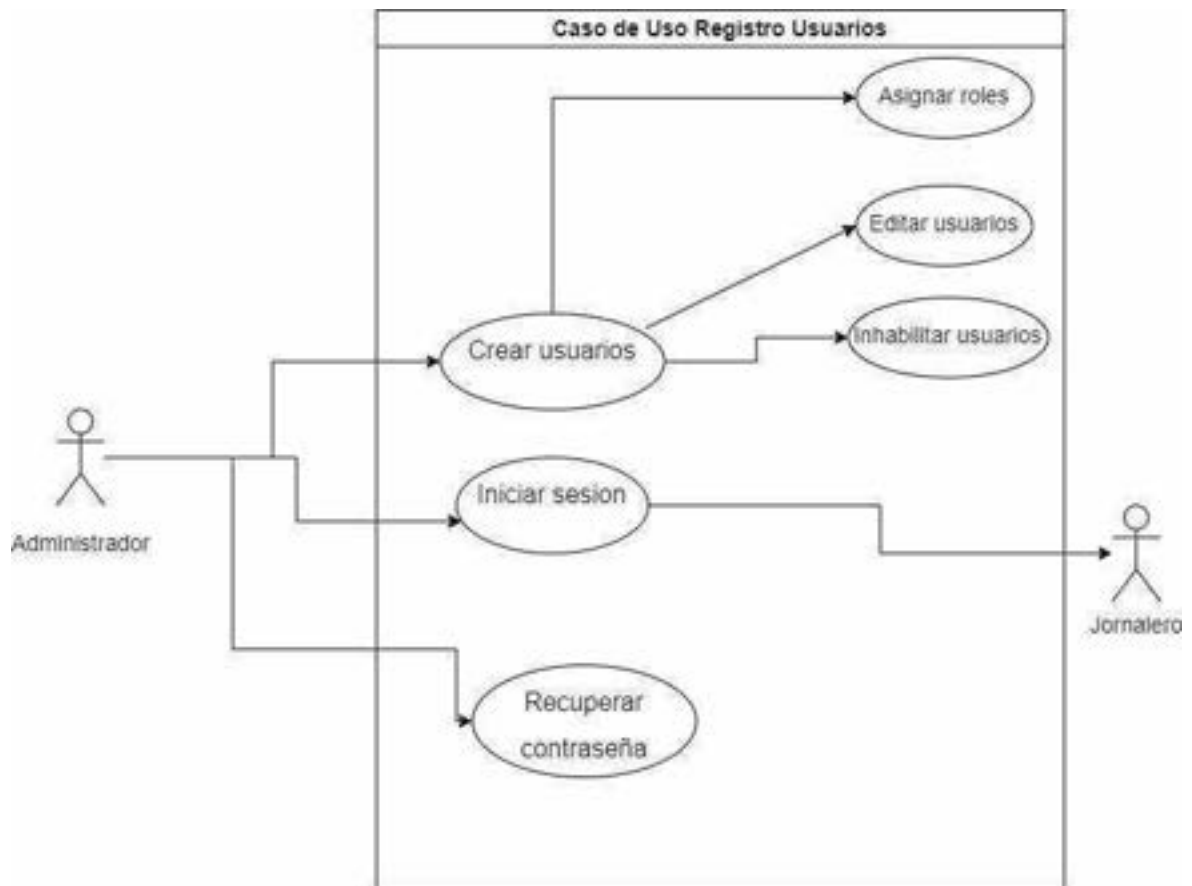 Caso de Uso Registro Usuarios
Asignar roles
Editar usuarios
Inhabilitar usuarios
Crear usuarios
Iniciar sesion
Administrador
Jornalero
Recuperar
contraseña